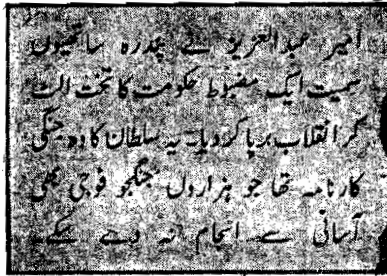 امیر عبدالعزیز نے پندرہ ساتھیوں
سمیت ایک مضبوط حکومت کا تخت الٹ
کر انقلاب برپا کر دیا۔ یہ سلطان کا وہ جنگی
کارنامہ تھا جو ہزاروں جنگجو فوجی بھی
آسانی سے انجام نہ دے سکے۔